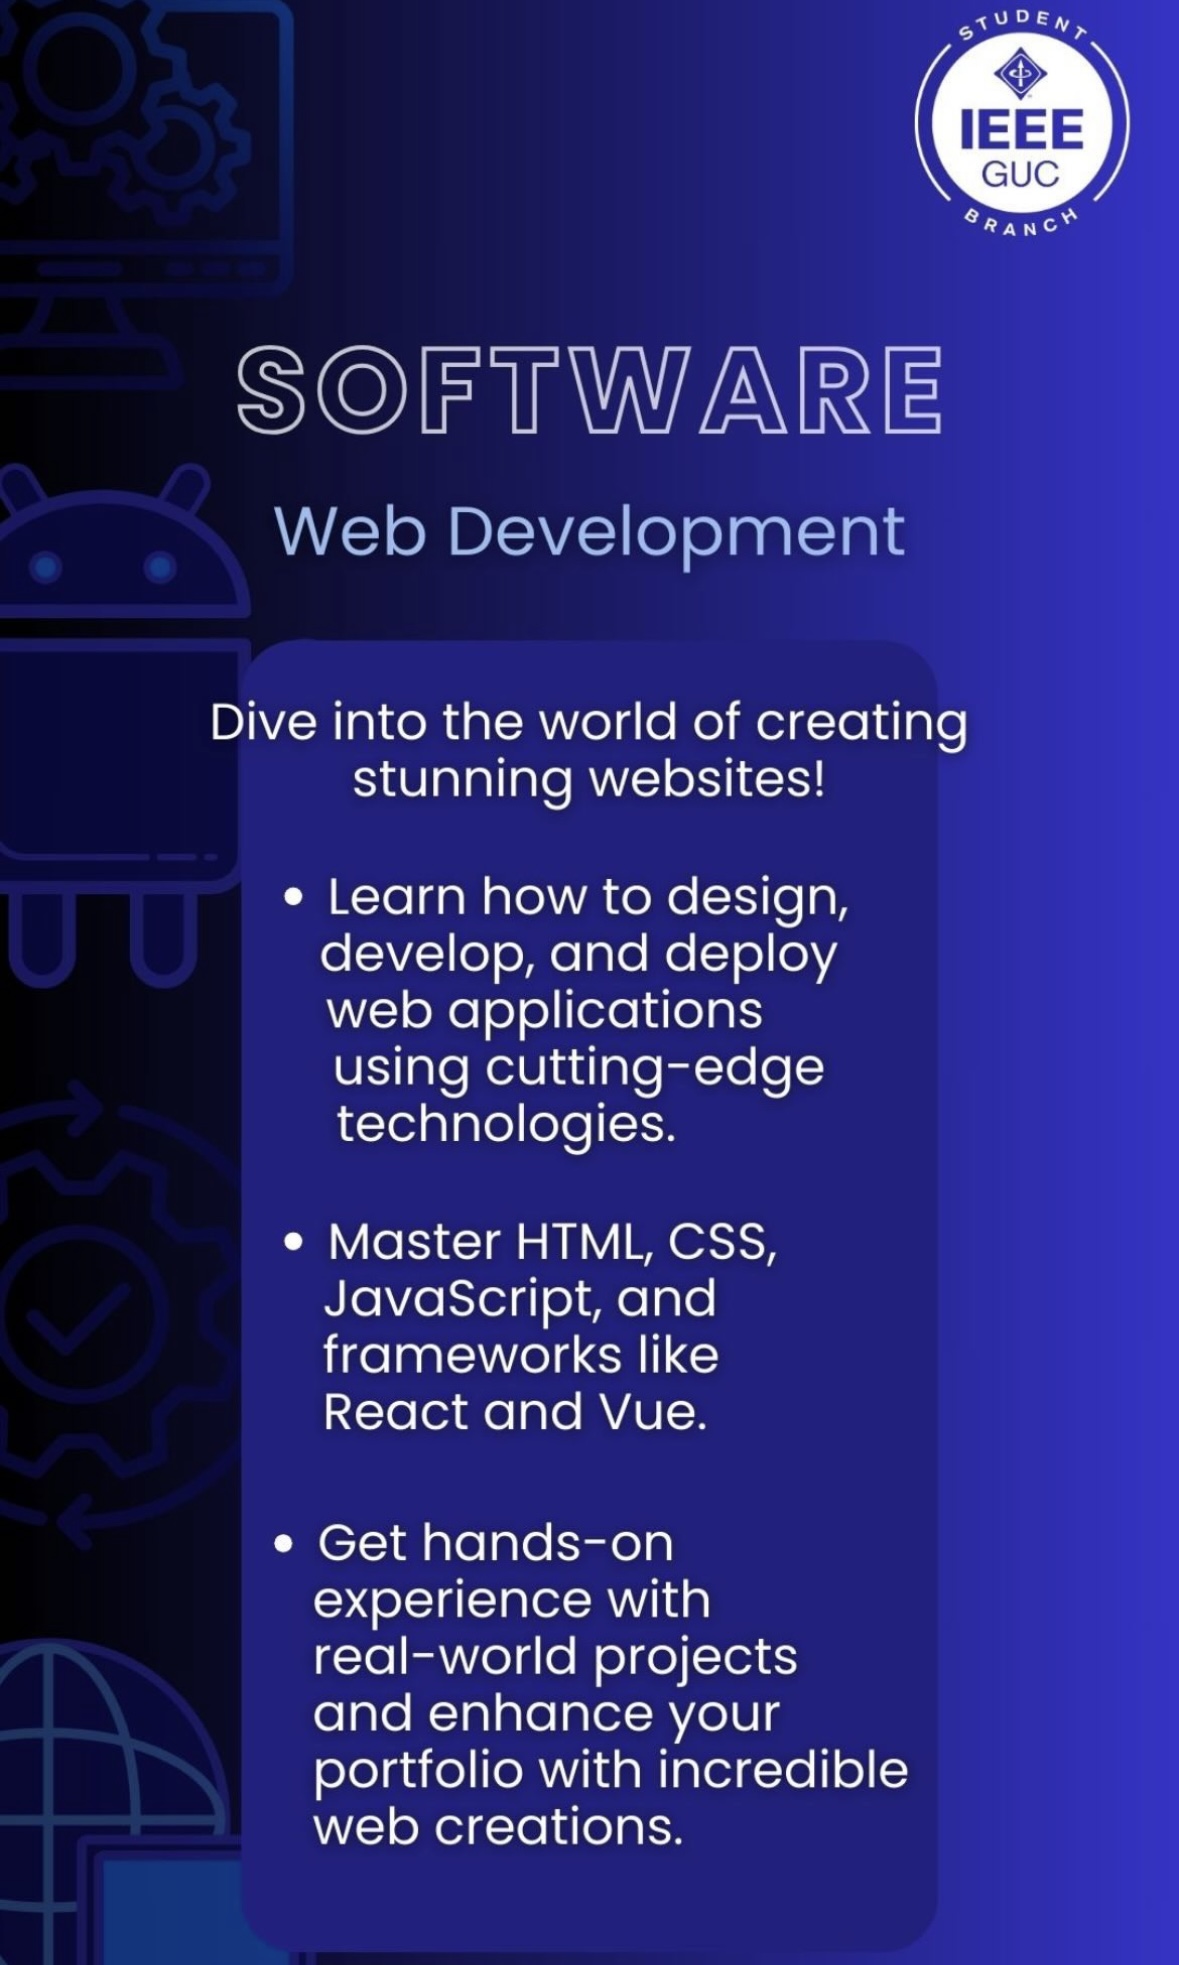 STUDENT
IEEE
GUC
BRANCH
SOFTWARE
Web Development
Dive into the world of creating
stunning websites!
• Learn how to design,
develop, and deploy
web applications
using cutting-edge
technologies.
• Master HTML, CSS,
JavaScript, and
frameworks like
React and Vue.
• Get hands-on
experience with
real-world projects
and enhance your
portfolio with incredible
web creations.